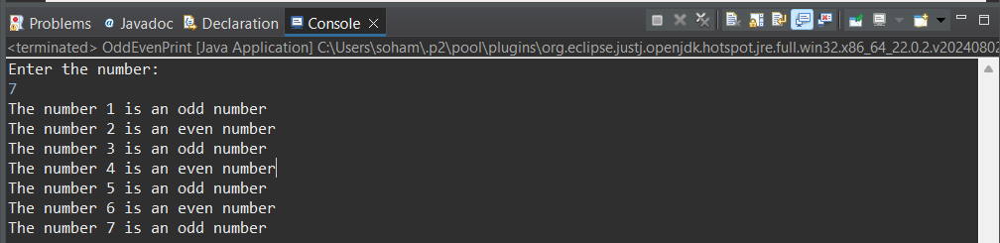 Problems @ Javadoc Declaration Console
<terminated> OddEvenPrint [Java Application] C:\Users\soham\.p2\pool\plugins\org.eclipse.justj.openjdk.hotspot.jre.full.win32.x86_64_22.0.2.v20240802
Enter the number:
7
The number 1 is an odd number
The number 2 is an even number
The number 3 is an odd number
The number 4 is an even number
The number 5 is an odd number
The number 6 is an even number
The number 7 is an odd number